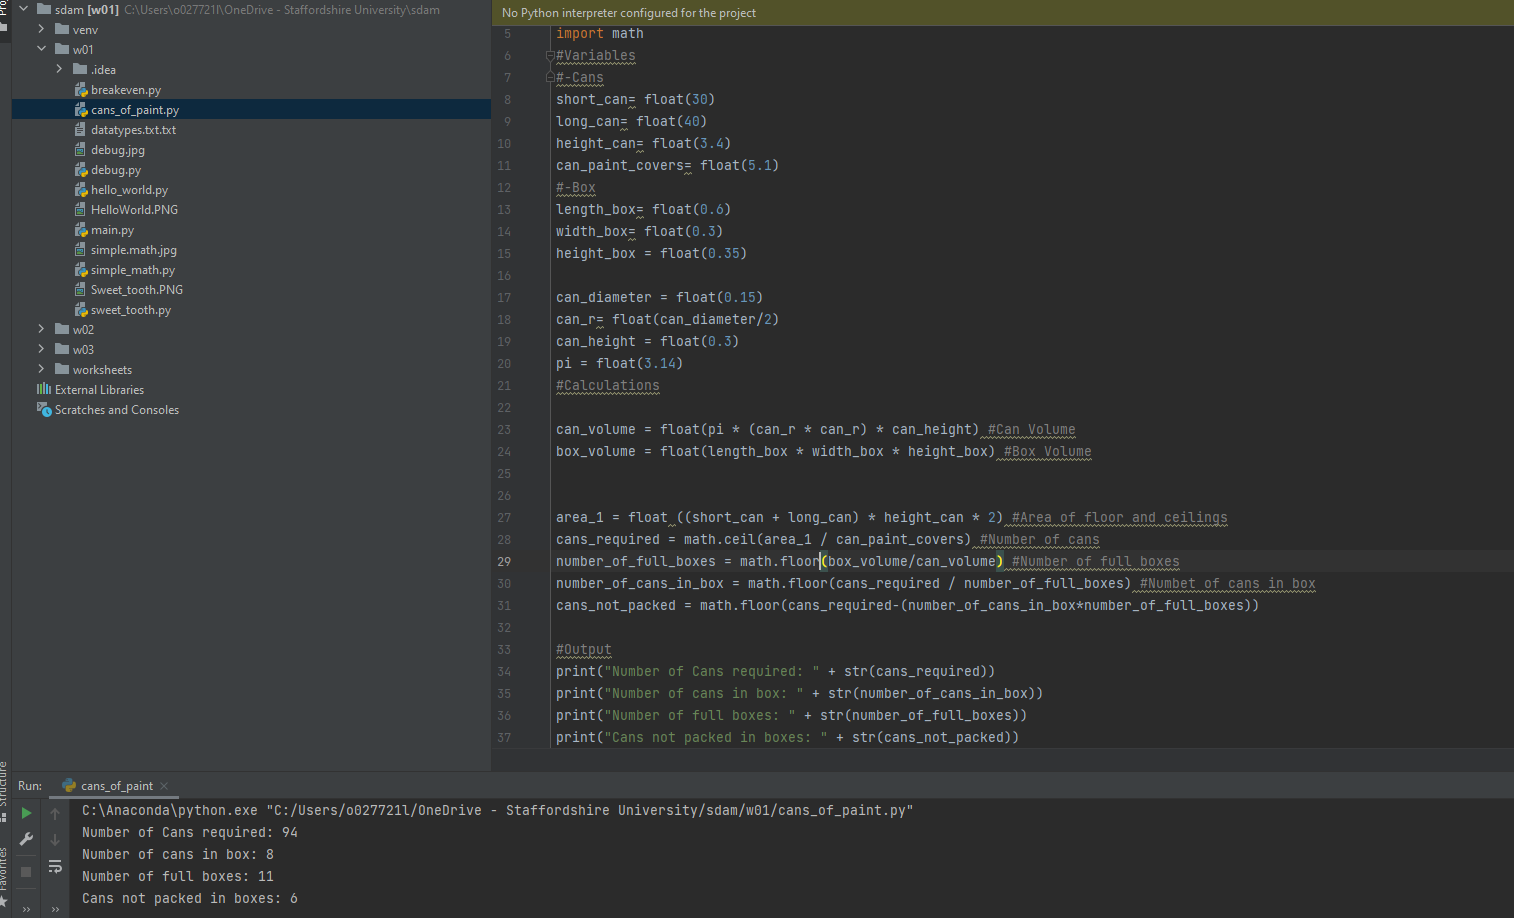 sdam [w01] C:\Users\o027721l\OneDrive - Staffordshire University\sdam
venv
w01
.idea
breakeven.py
cans_of_paint.py
datatypes.txt.txt
debug.jpg
debug.py
hello_world.py
HelloWorld.PNG
main.py
simple.math.jpg
simple_math.py
Sweet_tooth.PNG
sweet_tooth.py
w02
w03
worksheets
External Libraries
Scratches and Consoles
No Python interpreter configured for the project
5 import math
6 #Variables
7 #-Cans
8 short_can= float(30)
9 long_can= float(40)
10 height_can= float(3.4)
11 can_paint_covers= float(5.1)
12 #-Box
13 length_box= float(0.6)
14 width_box= float(0.3)
15 height_box = float(0.35)
16
17 can_diameter = float(0.15)
18 can_r= float(can_diameter/2)
19 can_height = float(0.3)
20 pi = float(3.14)
21 #Calculations
22
23 can_volume = float(pi * (can_r * can_r) * can_height) #Can Volume
24 box_volume = float(length_box * width_box * height_box) #Box Volume
25
26
27 area_1 = float ((short_can + long_can) * height_can * 2) #Area of floor and ceilings
28 cans_required = math.ceil(area_1 / can_paint_covers) #Number of cans
29 number_of_full_boxes = math.floor(box_volume/can_volume) #Number of full boxes
30 number_of_cans_in_box = math.floor(cans_required / number_of_full_boxes) #Numbet of cans in box
31 cans_not_packed = math.floor(cans_required-(number_of_cans_in_box*number_of_full_boxes))
32
33 #Output
34 print("Number of Cans required: " + str(cans_required))
35 print("Number of cans in box: " + str(number_of_cans_in_box))
36 print("Number of full boxes: " + str(number_of_full_boxes))
37 print("Cans not packed in boxes: " + str(cans_not_packed))
Structure
Favorites
Run: cans_of_paint
C:\Anaconda\python.exe "C:/Users/o027721l/OneDrive - Staffordshire University/sdam/w01/cans_of_paint.py"
Number of Cans required: 94
Number of cans in box: 8
Number of full boxes: 11
Cans not packed in boxes: 6